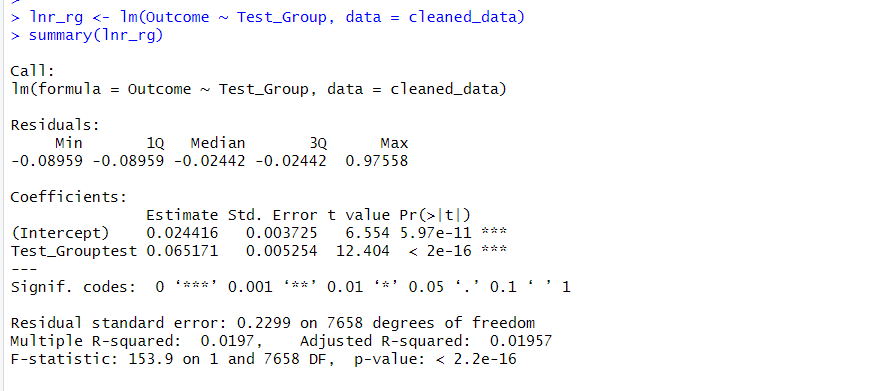 > lnr_rg <- lm(Outcome ~ Test_Group, data = cleaned_data)
> summary(lnr_rg)
Call:
lm(formula = Outcome ~ Test_Group, data = cleaned_data)
Residuals:
     Min       1Q   Median       3Q      Max
-0.08959 -0.08959 -0.02442 -0.02442  0.97558
Coefficients:
               Estimate Std. Error t value Pr(>|t|)
(Intercept)    0.024416   0.003725   6.554 5.97e-11 ***
Test_Grouptest 0.065171   0.005254  12.404  < 2e-16 ***
---
Signif. codes:  0 ‘***’ 0.001 ‘**’ 0.01 ‘*’ 0.05 ‘.’ 0.1 ‘ ’ 1
Residual standard error: 0.2299 on 7658 degrees of freedom
Multiple R-squared:  0.0197,    Adjusted R-squared:  0.01957
F-statistic: 153.9 on 1 and 7658 DF,  p-value: < 2.2e-16